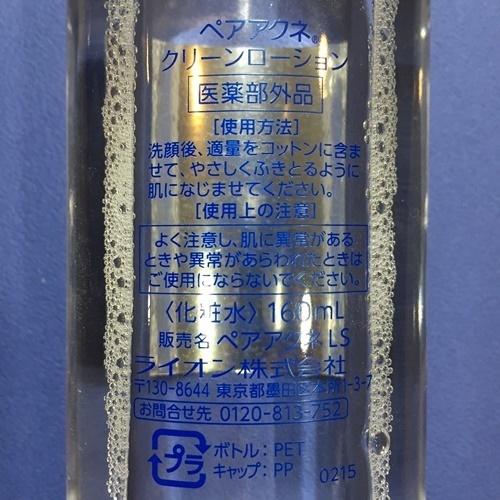 ペアアクネ®
クリーンローション
医薬部外品
[使用方法]
洗顔後、適量をコットンに含ま
せて、やさしくふきとるように
肌になじませてください。
[使用上の注意]
よく注意し、肌に異常がある
ときや異常があらわれたときは
ご使用にならないでください。
〈化粧水〉160mL
販売名 ペアアクネLS
ライオン株式会社
〒130-8644 東京都墨田区本所1-3-7
お問合せ先 0120-813-752
プラ
ボトル：PET
キャップ：PP
0215